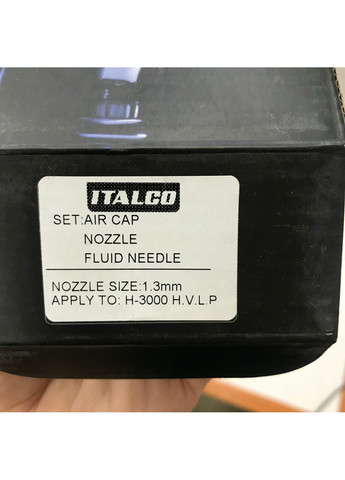 ITALCO
SET:AIR CAP
NOZZLE
FLUID NEEDLE
NOZZLE SIZE:1.3mm
APPLY TO: H-3000 H.V.L.P